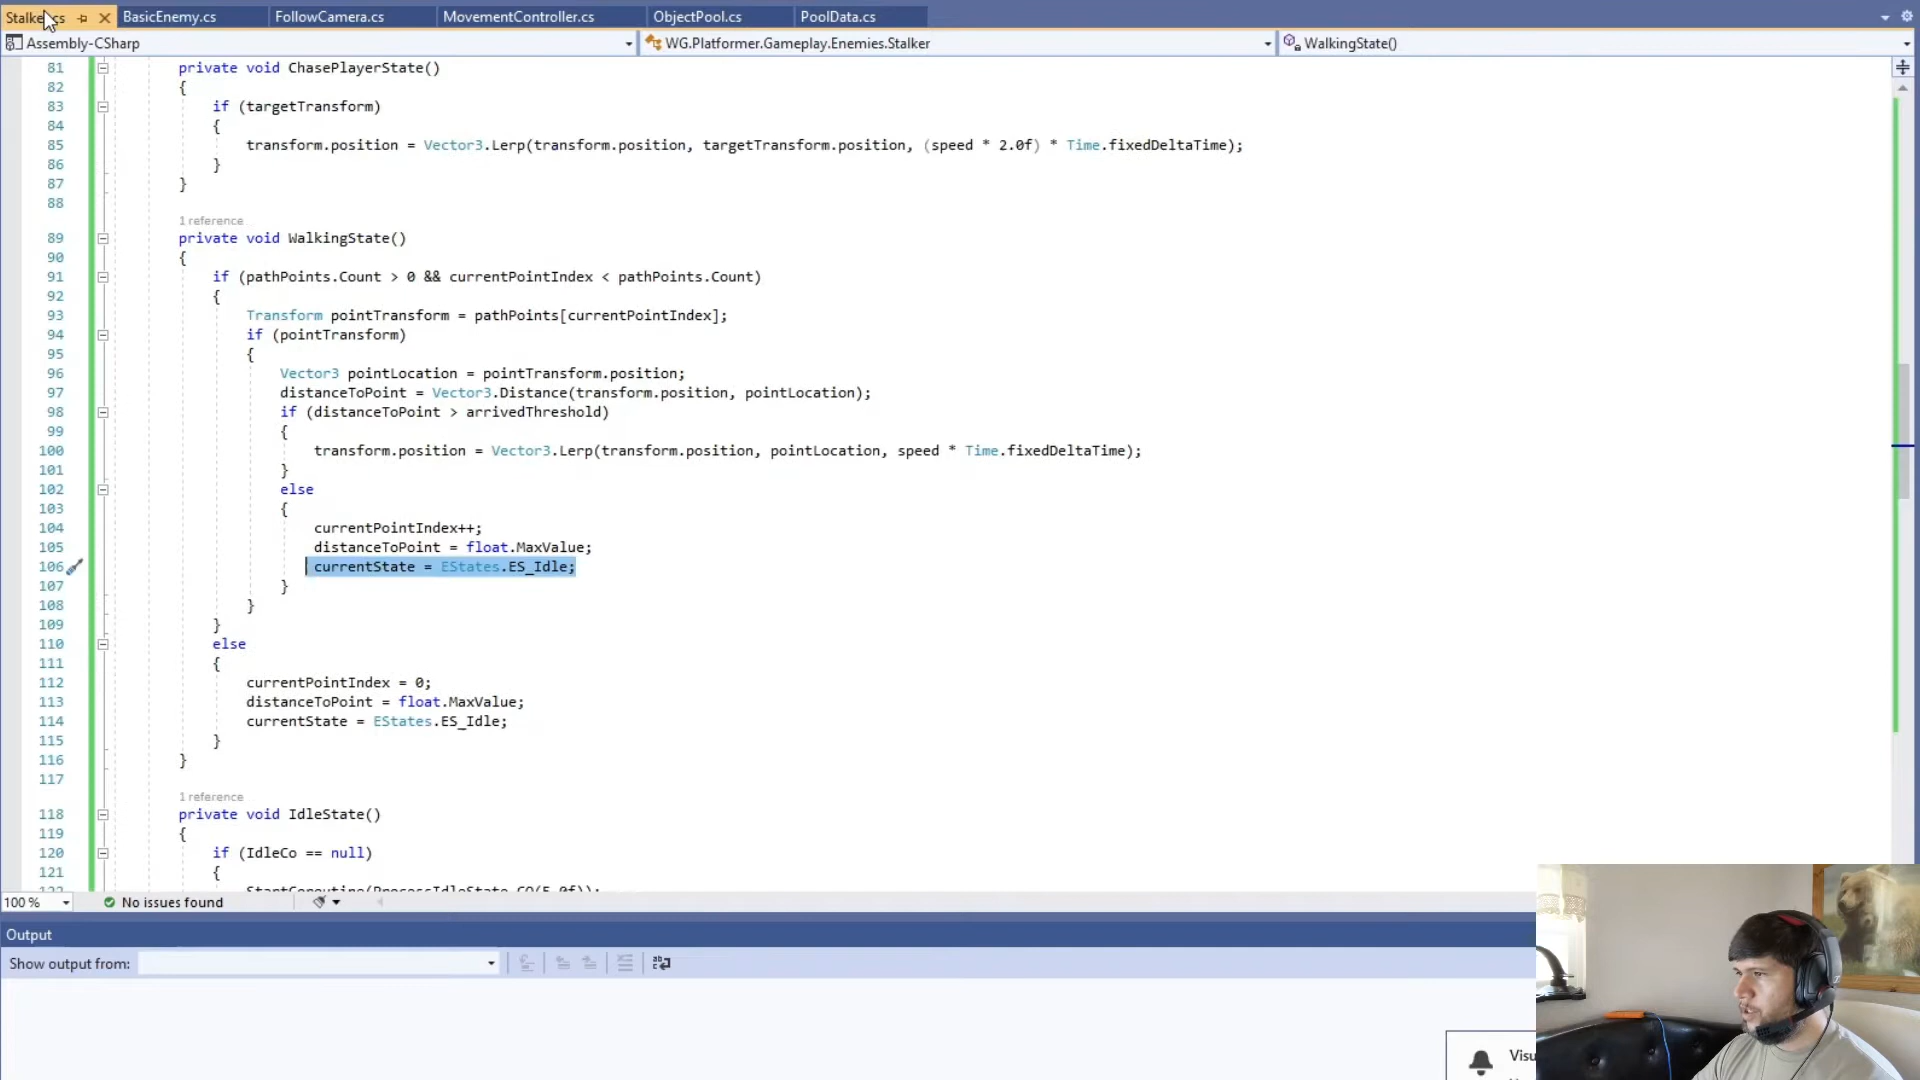 Stalker.cs BasicEnemy.cs FollowCamera.cs MovementController.cs ObjectPool.cs PoolData.cs
Assembly-CSharp WG.Platformer.Gameplay.Enemies.Stalker WalkingState()
81 private void ChasePlayerState()
82 {
83 if (targetTransform)
84 {
85 transform.position = Vector3.Lerp(transform.position, targetTransform.position, (speed * 2.0f) * Time.fixedDeltaTime);
86 }
87 }
88
1 reference
89 private void WalkingState()
90 {
91 if (pathPoints.Count > 0 && currentPointIndex < pathPoints.Count)
92 {
93 Transform pointTransform = pathPoints[currentPointIndex];
94 if (pointTransform)
95 {
96 Vector3 pointLocation = pointTransform.position;
97 distanceToPoint = Vector3.Distance(transform.position, pointLocation);
98 if (distanceToPoint > arrivedThreshold)
99 {
100 transform.position = Vector3.Lerp(transform.position, pointLocation, speed * Time.fixedDeltaTime);
101 }
102 else
103 {
104 currentPointIndex++;
105 distanceToPoint = float.MaxValue;
106 currentState = EStates.ES_Idle;
107 }
108 }
109 }
110 else
111 {
112 currentPointIndex = 0;
113 distanceToPoint = float.MaxValue;
114 currentState = EStates.ES_Idle;
115 }
116 }
117
1 reference
118 private void IdleState()
119 {
120 if (IdleCo == null)
121 {
122 StartCoroutine(ProcessIdleState_CO(5.0f));
100 % No issues found
Output
Show output from:
Visu